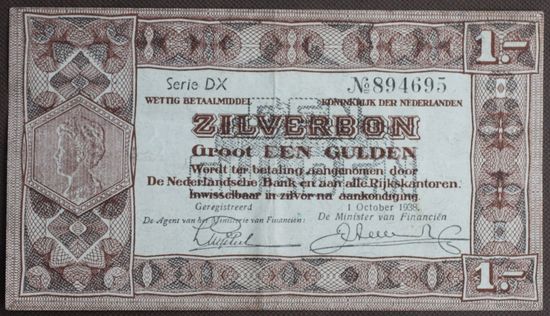 1.-
Serie DX № 894695
WETTIG BETAALMIDDEL KONINKRIJK DER NEDERLANDEN
ZILVERBON
Groot EEN GULDEN
Wordt ter betaling aangenomen door
De Nederlandsche Bank en aan alle Rijkskantoren.
Inwisselbaar in zilver na aankondiging.
Geregistreerd 1 October 1938.
De Agent van het Ministerie van Financiën: De Minister van Financiën
1.-